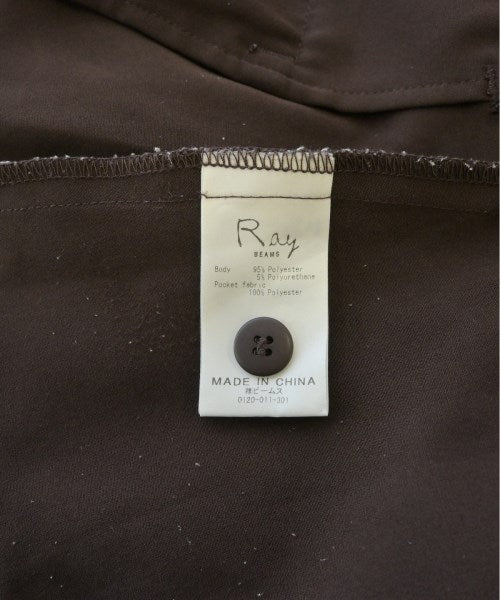 Ray
BEAMS
Body 95% Polyester
5% Polyurethane
Pocket fabric
100% Polyester
MADE IN CHINA
㈱ビームス
0120-011-301